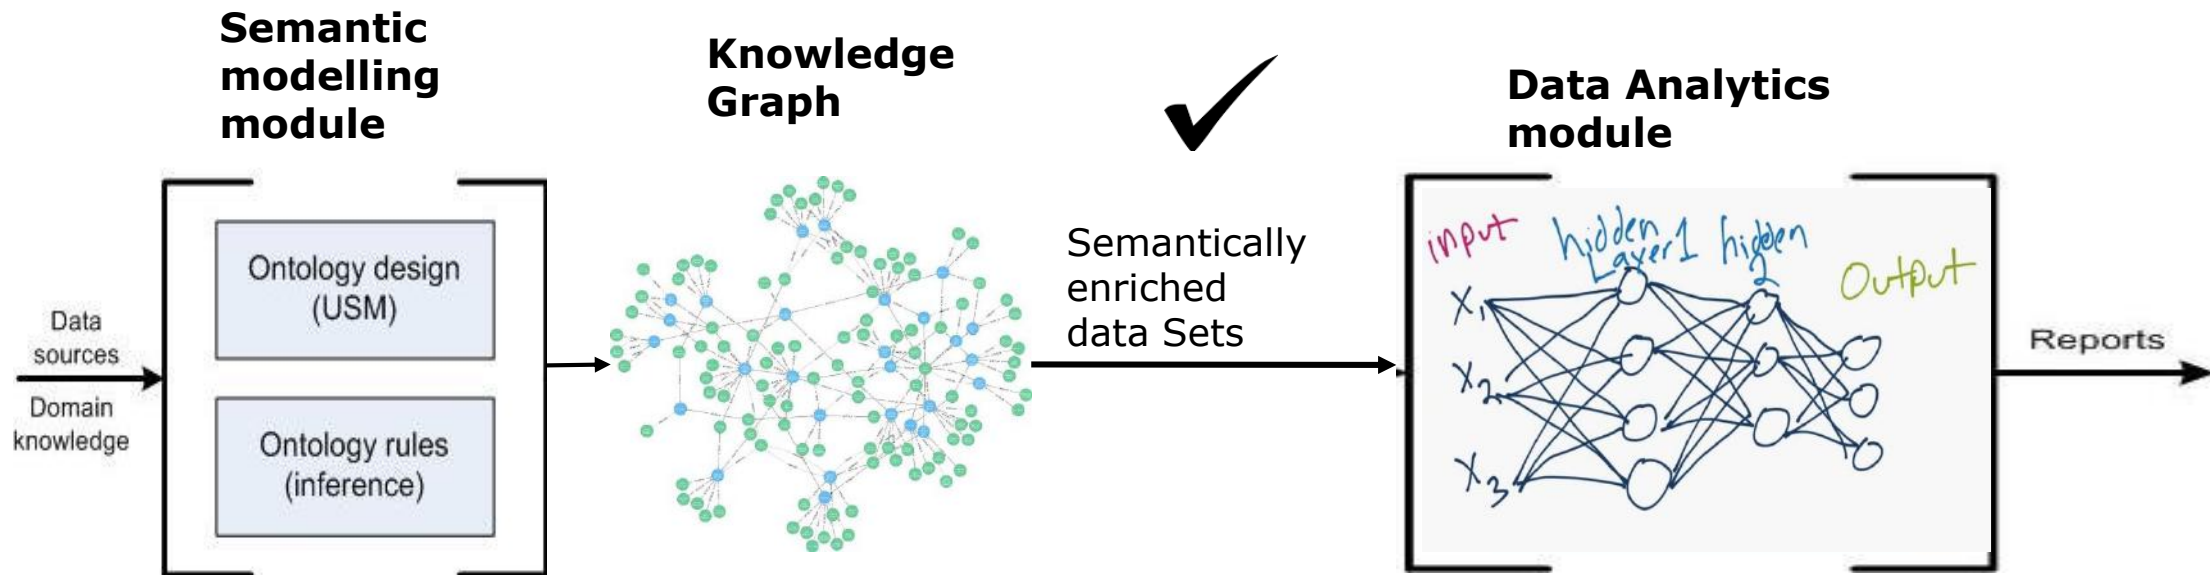 Semantic
modelling
module
Knowledge
Graph
Data Analytics
module
Data
sources
Domain
knowledge
Ontology design
(USM)
Ontology rules
(inference)
Semantically
enriched
data Sets
input
hidden
Layer1
hidden
2
Output
X1
X2
X3
Reports